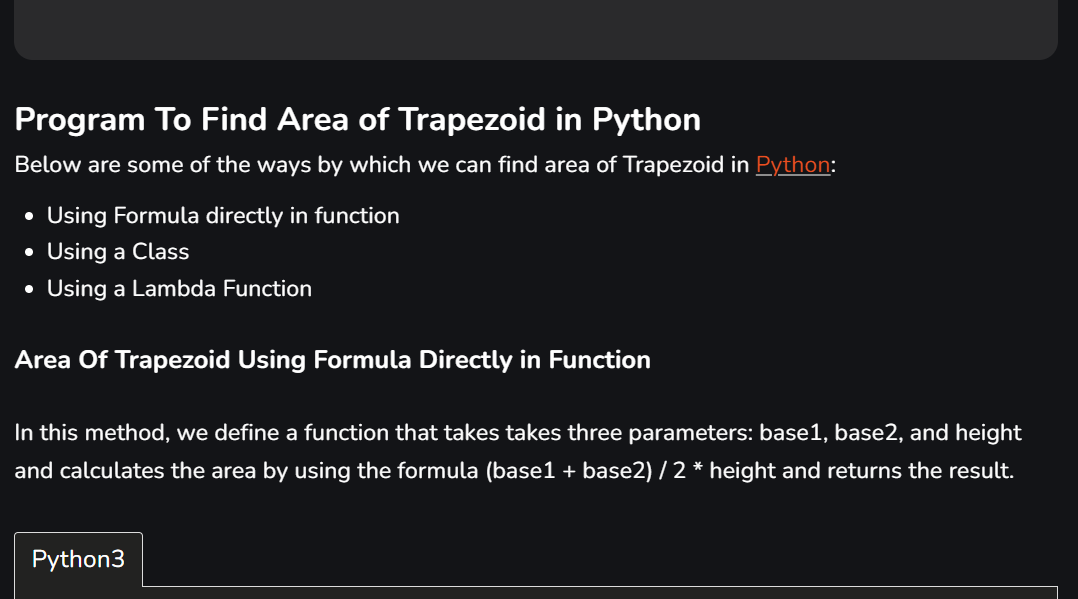 Program To Find Area of Trapezoid in Python
Below are some of the ways by which we can find area of Trapezoid in Python:
Using Formula directly in function
Using a Class
Using a Lambda Function
Area Of Trapezoid Using Formula Directly in Function
In this method, we define a function that takes takes three parameters: base1, base2, and height
and calculates the area by using the formula (base1 + base2) / 2 * height and returns the result.
Python3